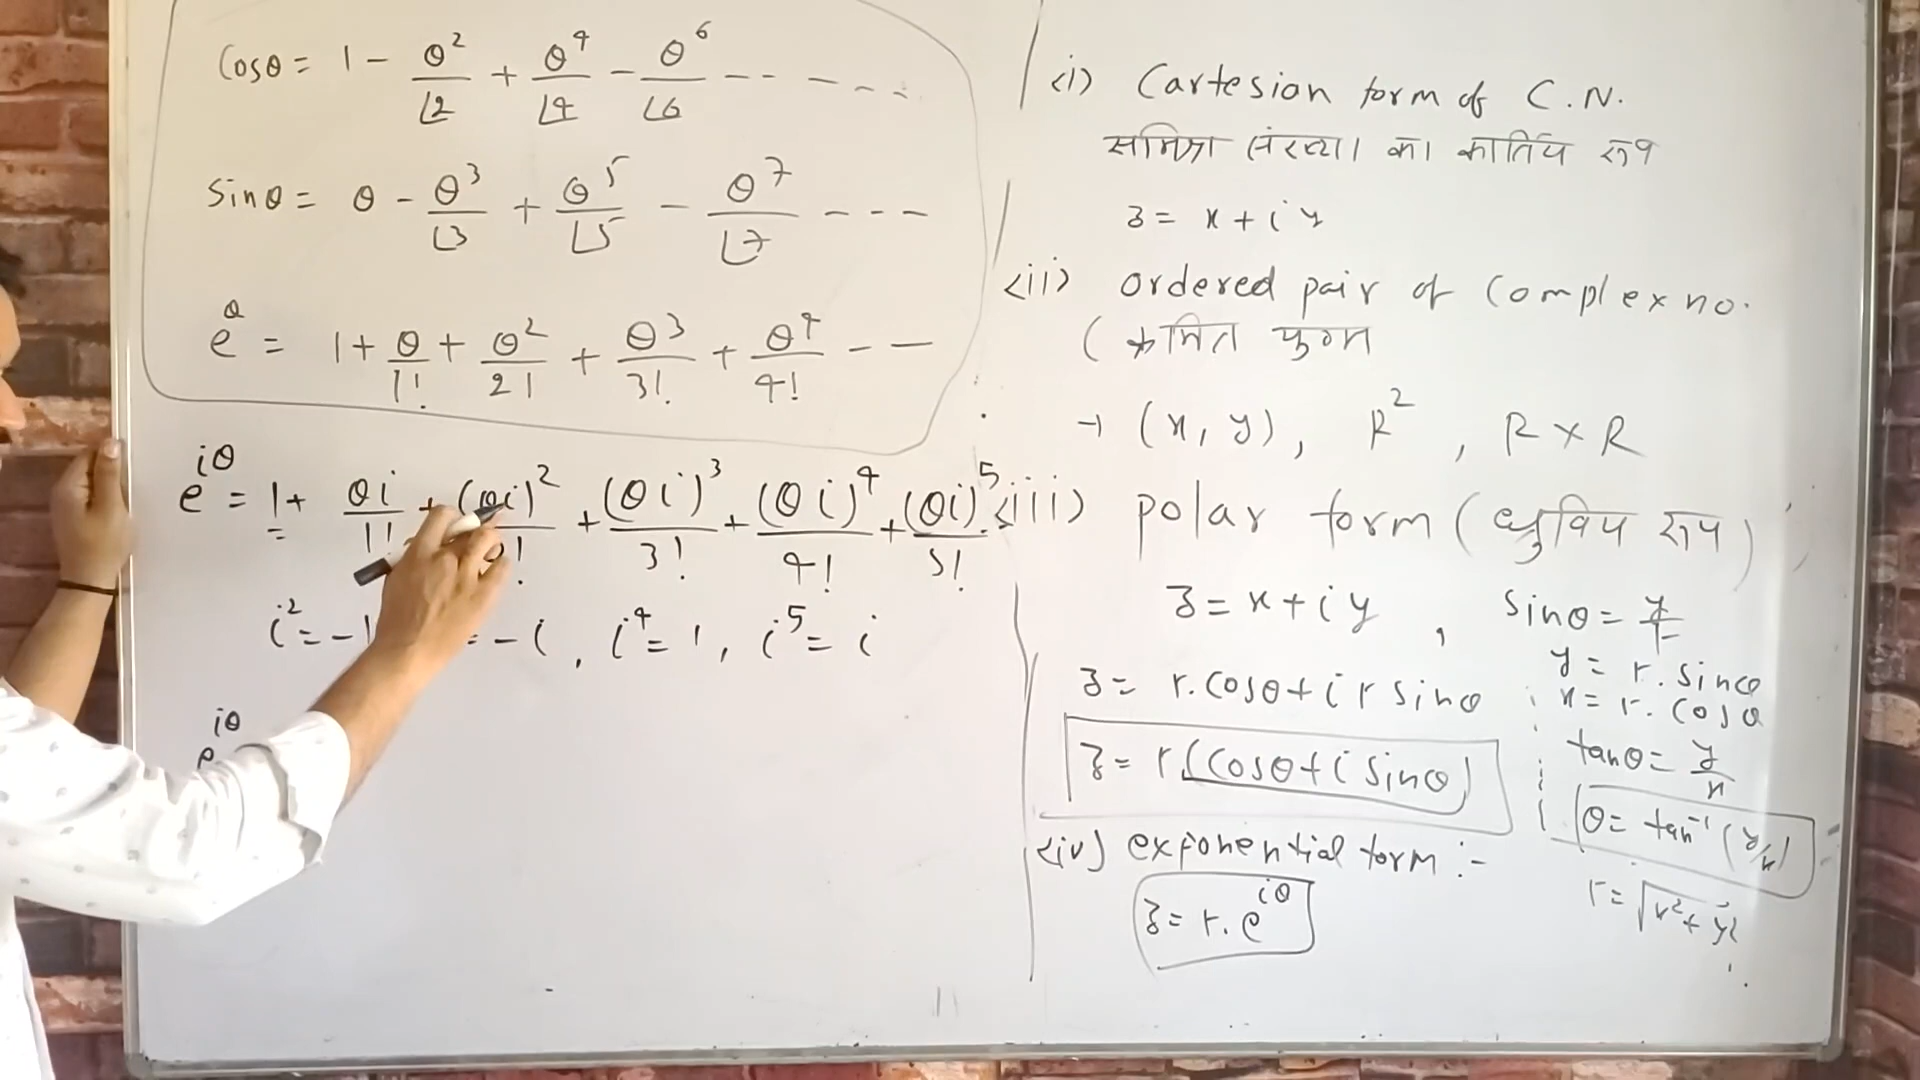 Cosθ = 1 - θ²/⌊2 + θ⁴/⌊4 - θ⁶/⌊6 - - - - -
Sinθ = θ - θ³/⌊3 + θ⁵/⌊5 - θ⁷/⌊7 - - -
e^θ = 1 + θ/1! + θ²/2! + θ³/3! + θ⁴/4! - -
e^iθ = 1 + θi/1! + (θi)²/ ! + (θi)³/3! + (θi)⁴/4! + (θi)⁵/5!
i² = -1 = -i, i⁴ = 1, i⁵ = i
e^iθ
(i) Cartesian form of C.N.
का कार्तिय रूप
z = x + iy
(ii) Ordered pair of Complex no.
(क्रमित युग्म
→ (x, y), R², R×R
(iii) polar form (ध्रुविय रूप)
z = x + iy, Sinθ = y/r
y = r. Sinθ
z = r.Cosθ + i r Sinθ
x = r. Cosθ
z = r(Cosθ + i Sinθ)
tanθ = y/x
θ = tan⁻¹(y/x)
(iv) exponential form :-
z = r. e^iθ
r = √x² + y²